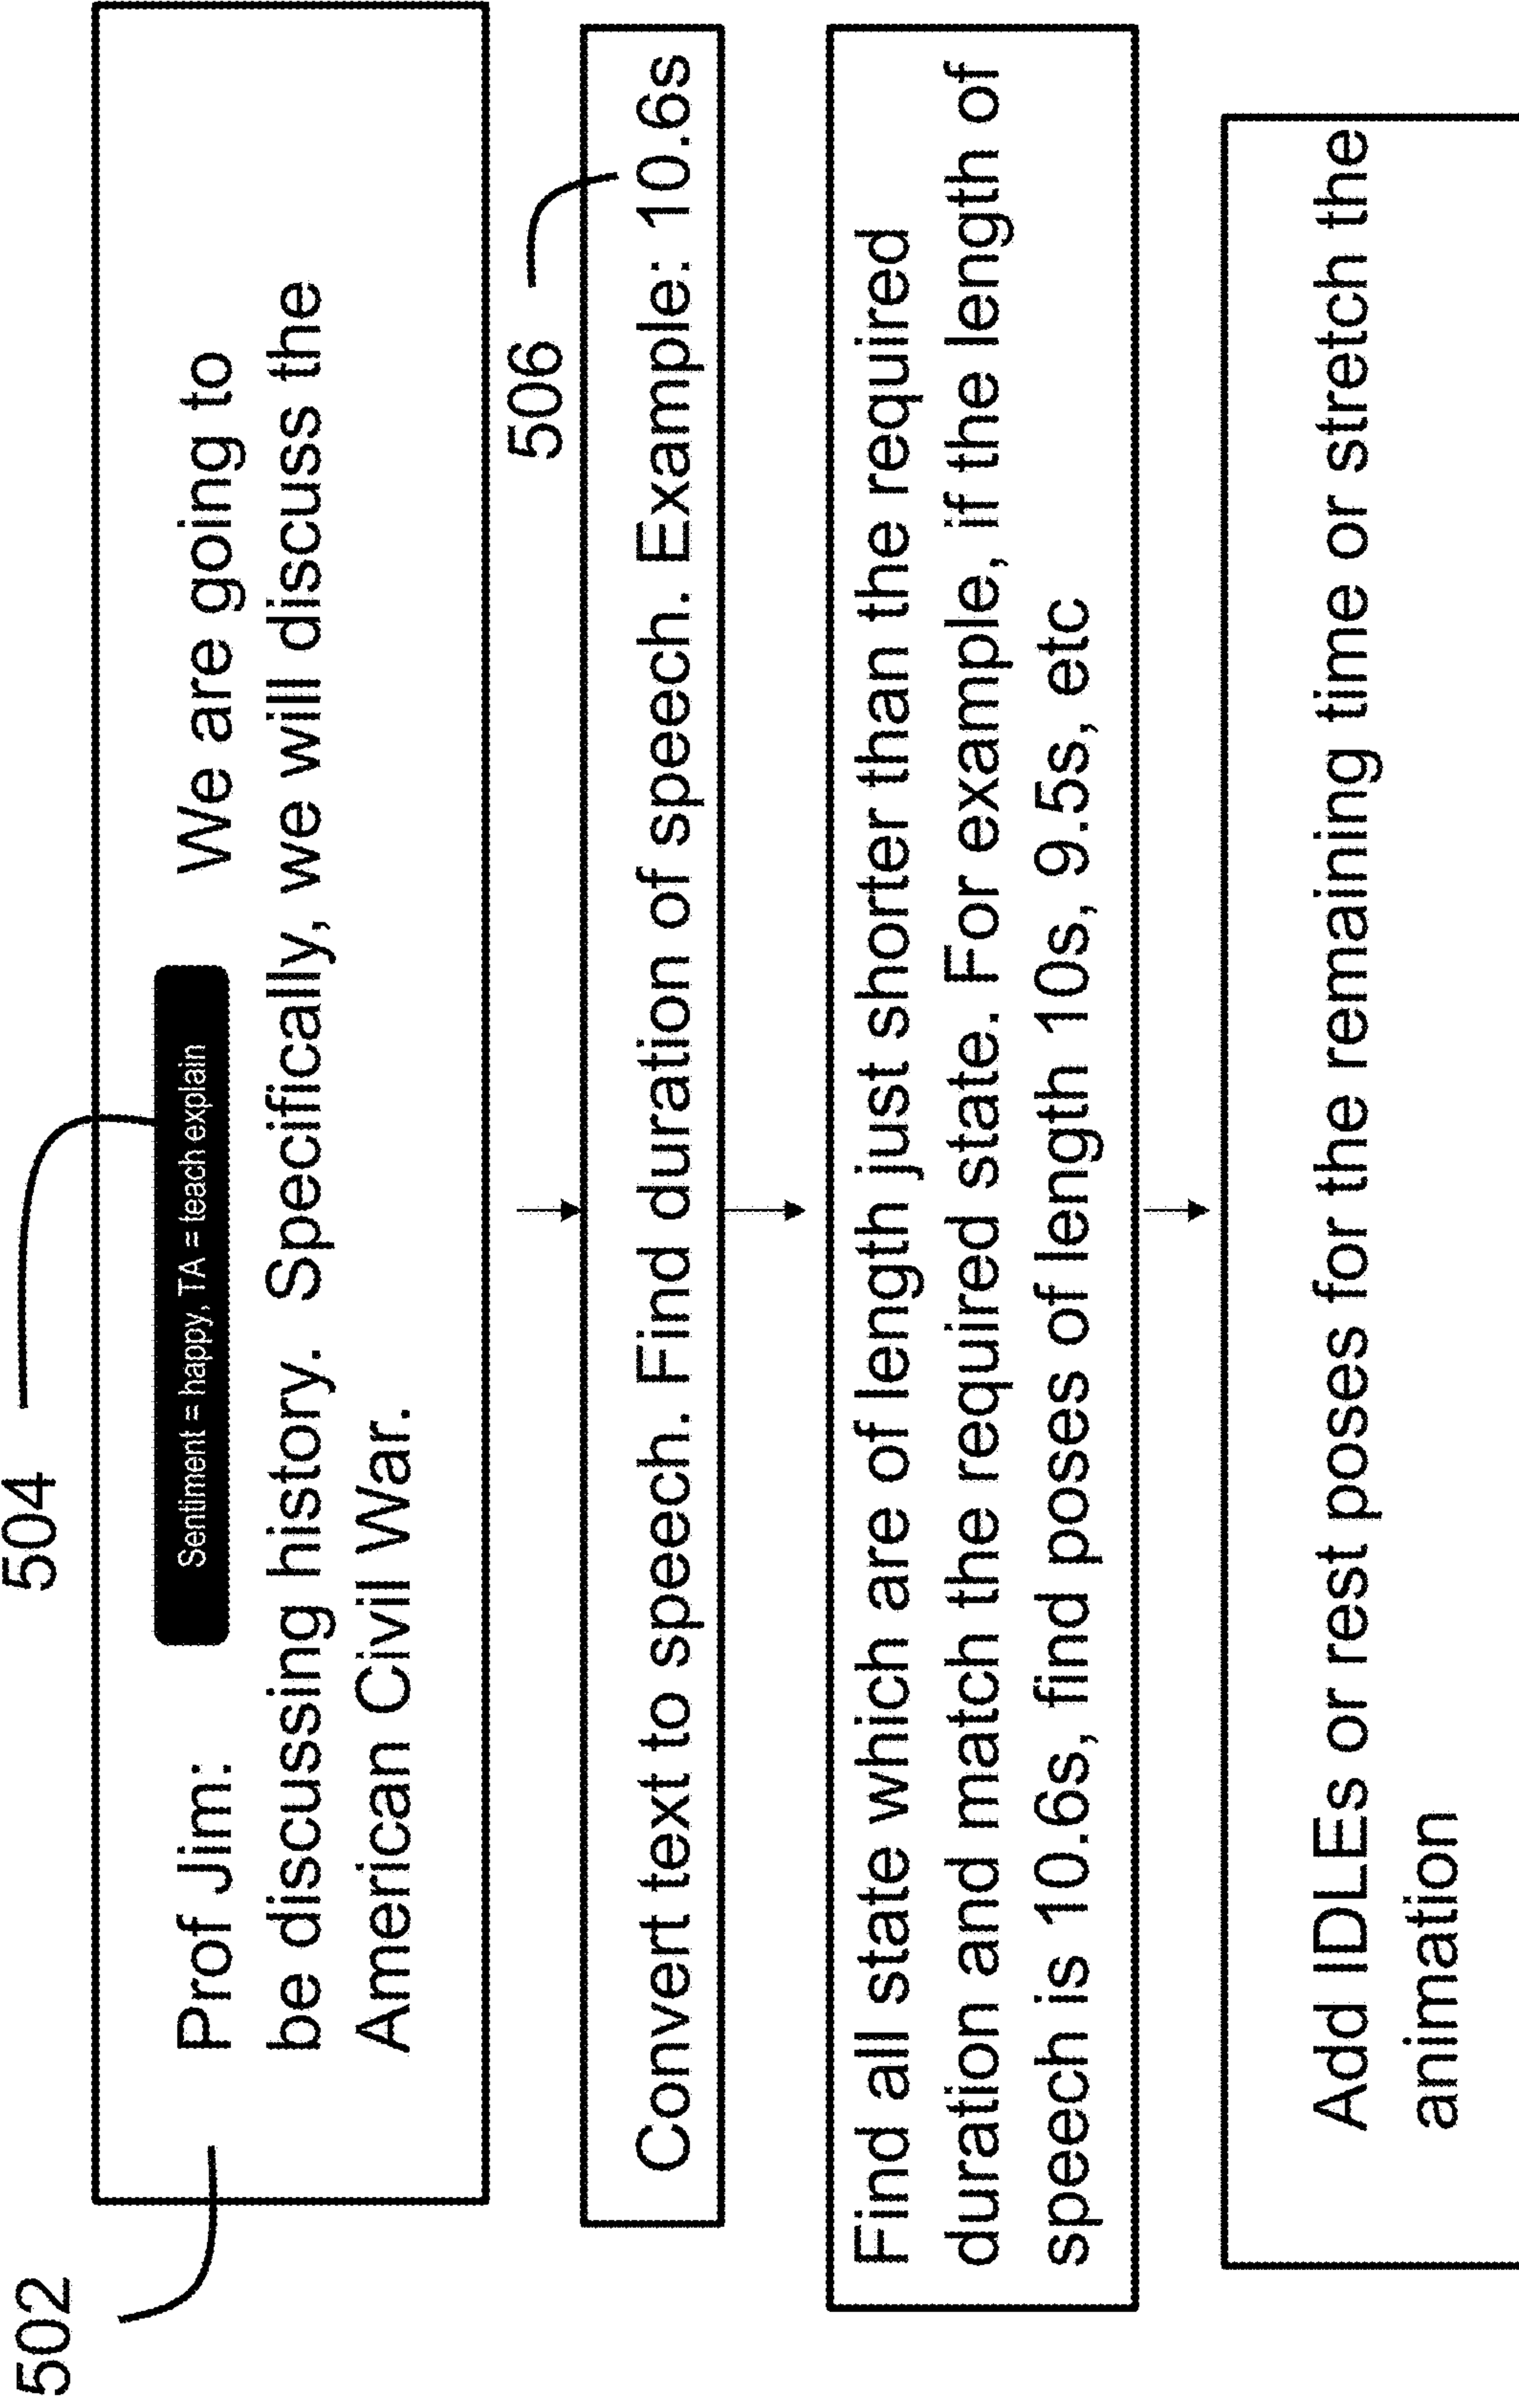 502
504
Prof Jim: Sentiment = happy, TA = teach explain We are going to
be discussing history. Specifically, we will discuss the
American Civil War.
506
Convert text to speech. Find duration of speech. Example: 10.6s
Find all state which are of length just shorter than the required
duration and match the required state. For example, if the length of
speech is 10.6s, find poses of length 10s, 9.5s, etc
Add IDLEs or rest poses for the remaining time or stretch the
animation